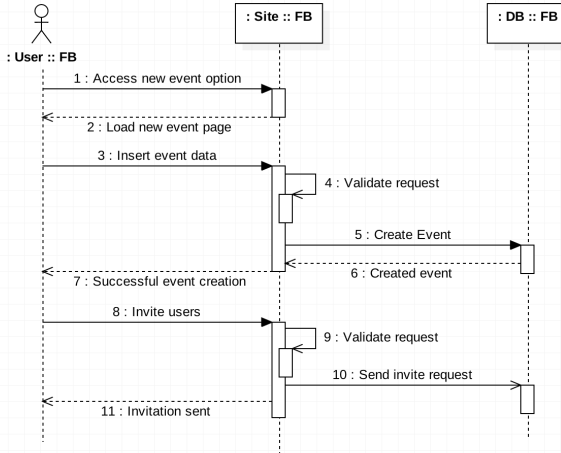 : Site :: FB
: DB :: FB
: User :: FB
1 : Access new event option
2 : Load new event page
3 : Insert event data
4 : Validate request
5 : Create Event
6 : Created event
7 : Successful event creation
8 : Invite users
9 : Validate request
10 : Send invite request
11 : Invitation sent